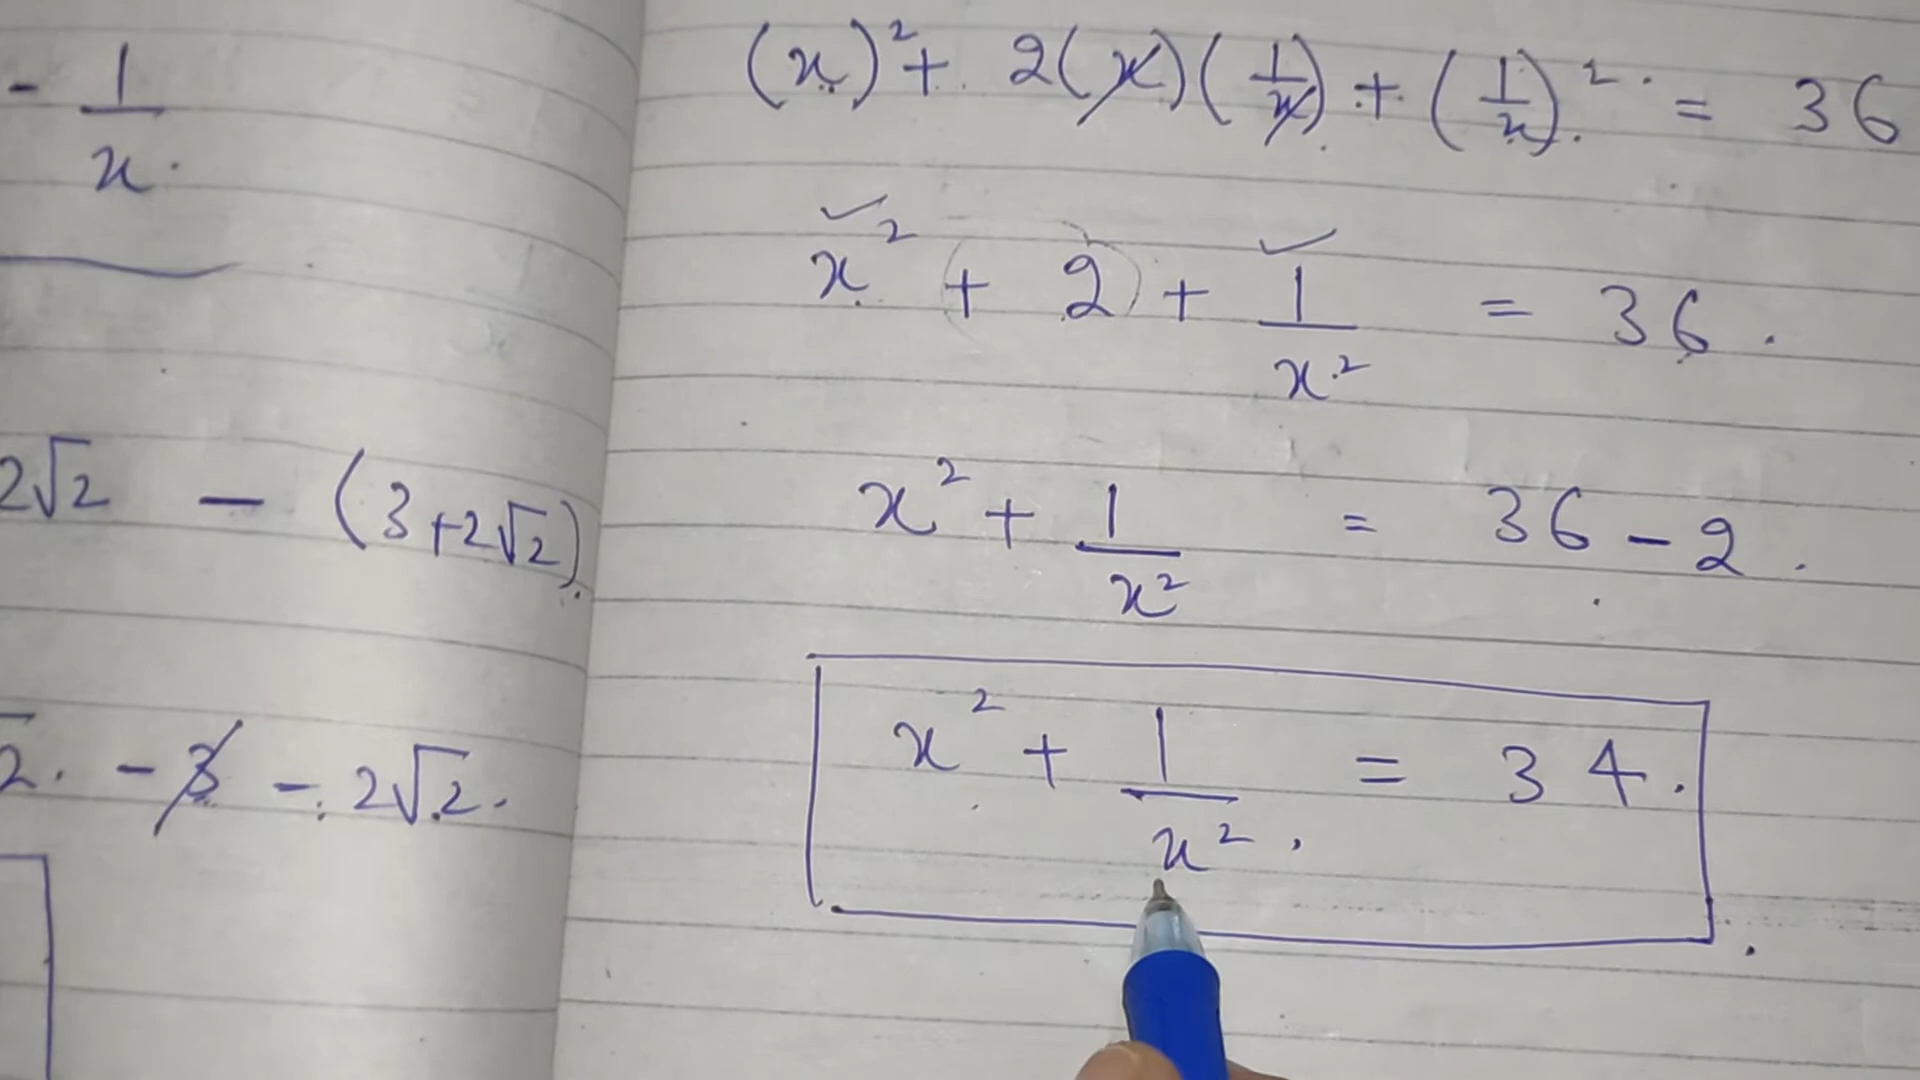 - 1/x.
2√2 - (3+2√2).
2. - 3 - 2√2.
(x)² + 2(x)(1/x) + (1/x)² = 36
x² + 2 + 1/x² = 36.
x² + 1/x² = 36 - 2.
x² + 1/x² = 34.